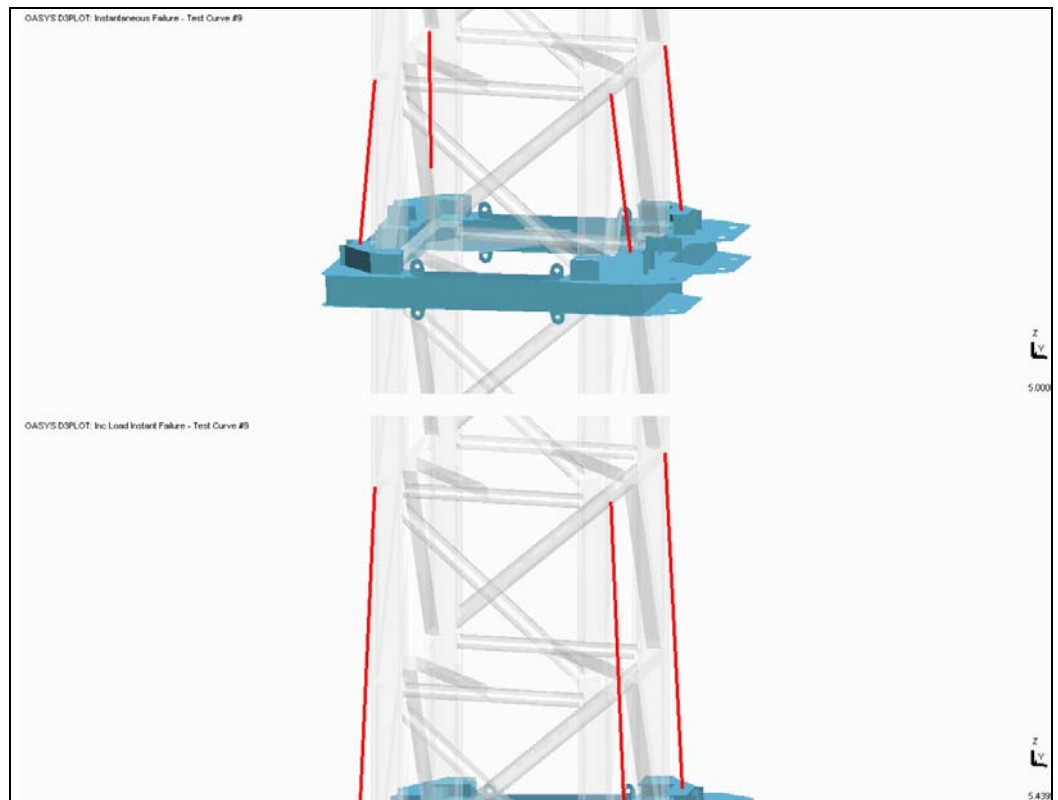 OASYS D3PLOT: Instantaneous Failure - Test Curve #9
Z
Y
5.000
OASYS D3PLOT: Inc Load Instant Failure - Test Curve #9
Z
Y
5.439